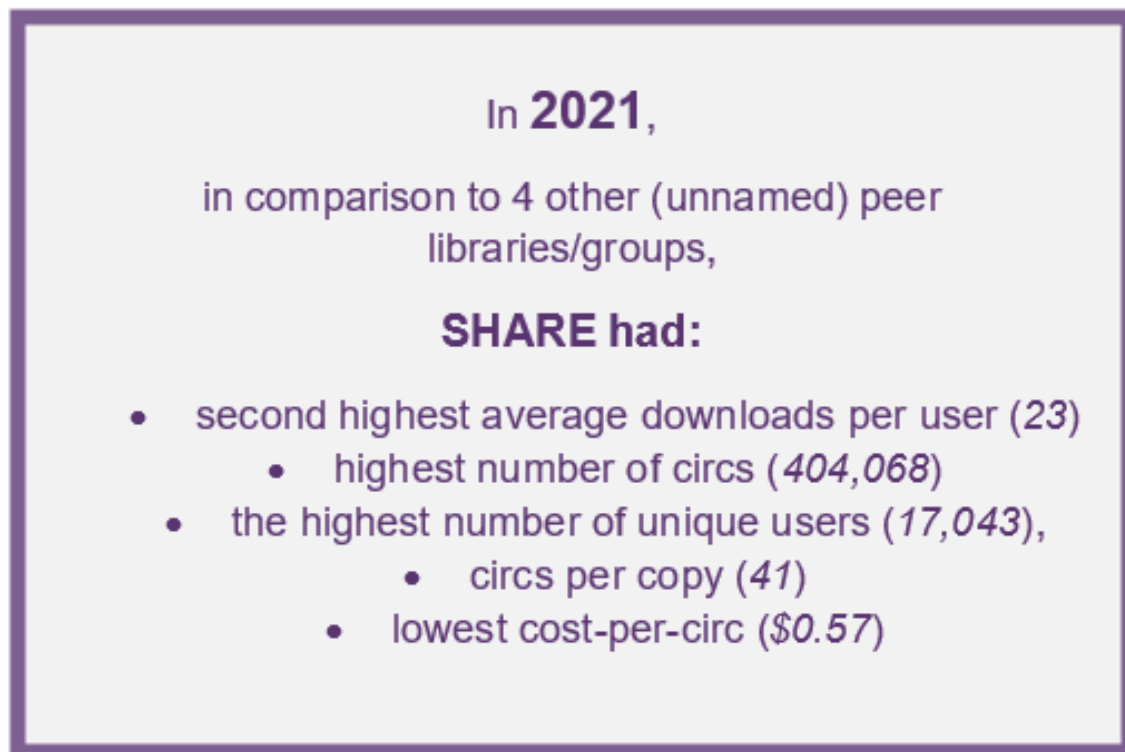 In 2021,
in comparison to 4 other (unnamed) peer
libraries/groups,
SHARE had:
• second highest average downloads per user (23)
• highest number of circs (404,068)
• the highest number of unique users (17,043),
• circs per copy (41)
• lowest cost-per-circ ($0.57)